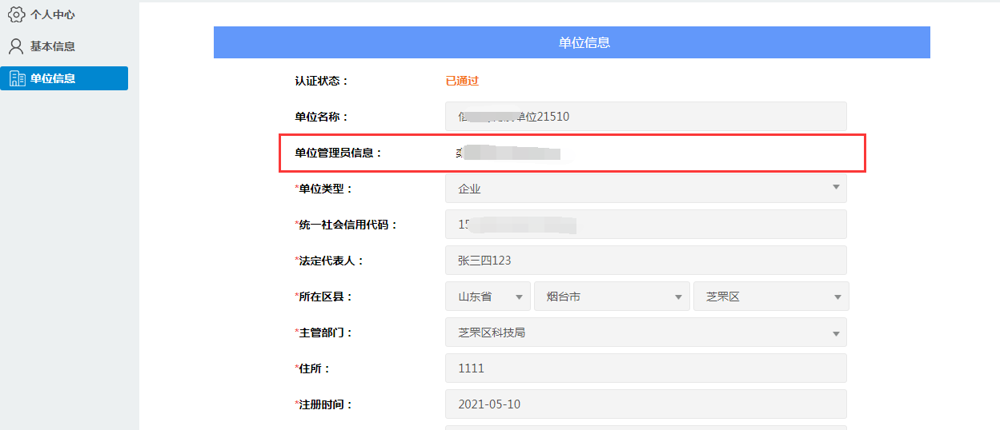 个人中心
基本信息
单位信息
单位信息
认证状态： 已通过
单位名称： 单位21510
单位管理员信息：
*单位类型： 企业
*统一社会信用代码： 15
*法定代表人： 张三四123
*所在区县： 山东省 烟台市 芝罘区
*主管部门： 芝罘区科技局
*住所： 1111
*注册时间： 2021-05-10